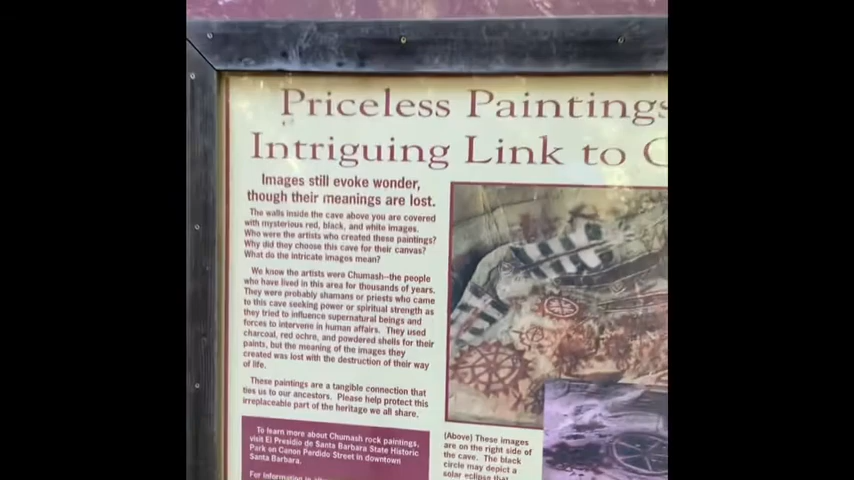 Priceless Paintings
Intriguing Link to C
Images still evoke wonder,
though their meanings are lost.
The walls inside the cave above you are covered
with mysterious red, black, and white images.
Who were the artists who created these paintings?
Why did they choose this cave for their canvas?
What do the intricate images mean?
We know the artists were Chumash--the people
who have lived in this area for thousands of years.
They were probably shamans or priests who came
to this cave seeking power or spiritual strength as
they tried to influence supernatural beings and
forces to intervene in human affairs. They used
charcoal, red ocre, and powdered shells for their
paints, but the meaning of the images they
created was lost with the destruction of their way
of life.
These paintings are a tangible connection that
ties us to our ancestors. Please help protect this
irreplaceable part of the heritage we all share.
To learn more about Chumash rock paintings,
visit El Presidio de Santa Barbara State Historic
Park on Canon Perdido Street in downtown
Santa Barbara.
For information
(Above) These images
are on the right side of
the cave. The black
circle may depict a
solar eclipse that